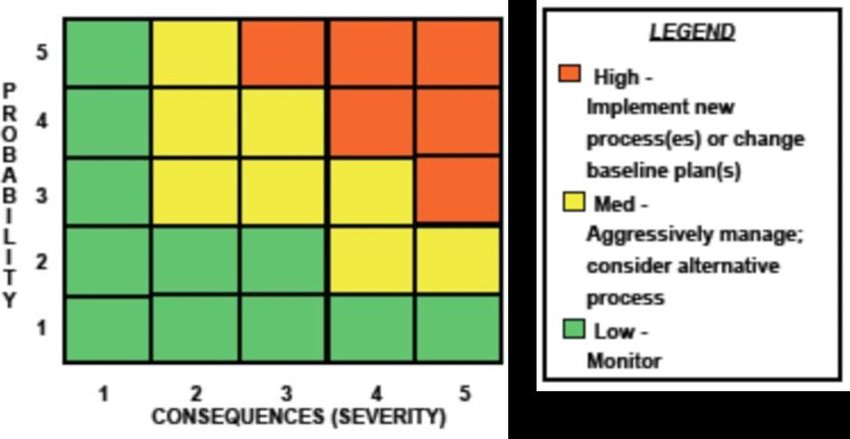 PROBABILITY
5
4
3
2
1
1 2 3 4 5
CONSEQUENCES (SEVERITY)
LEGEND
High -
Implement new
process(es) or change
baseline plan(s)
Med -
Aggressively manage;
consider alternative
process
Low -
Monitor